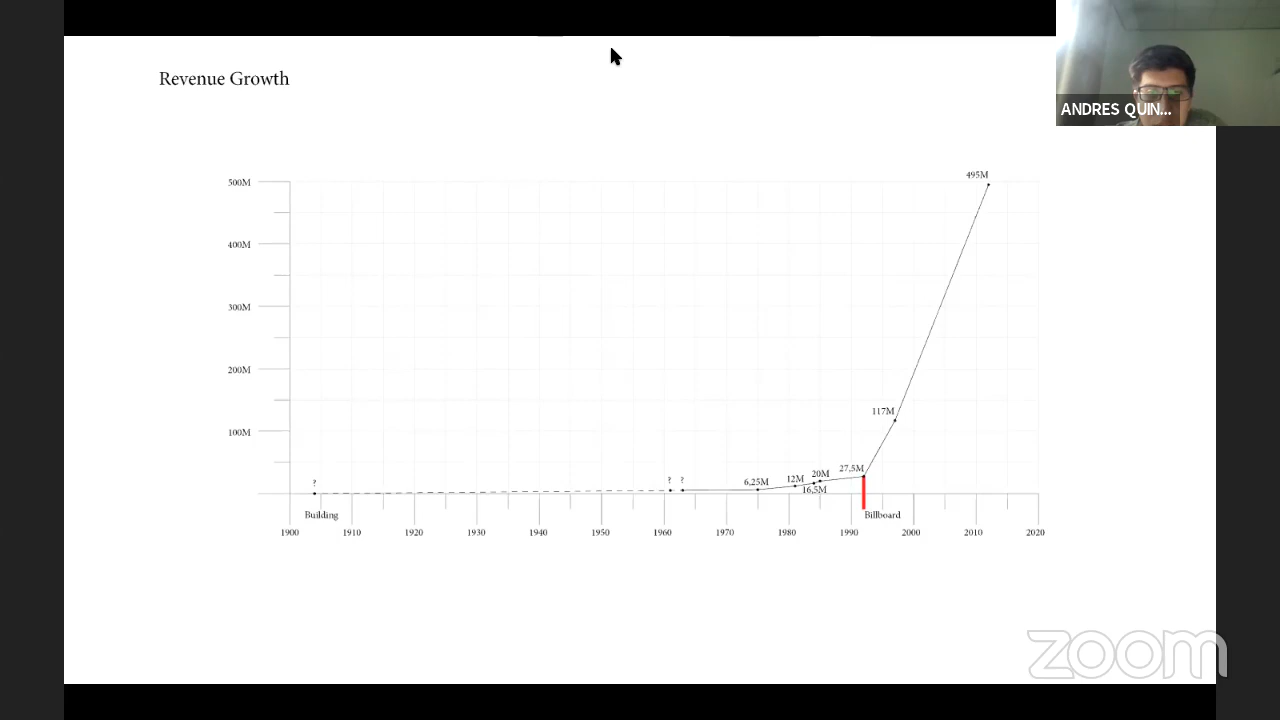 Revenue Growth
ANDRES QUIN...
495M
500M
400M
300M
200M
117M
100M
27,5M
20M
12M
6,25M
16,5M
? ? ?
Building
Billboard
1900 1910 1920 1930 1940 1950 1960 1970 1980 1990 2000 2010 2020
zoom